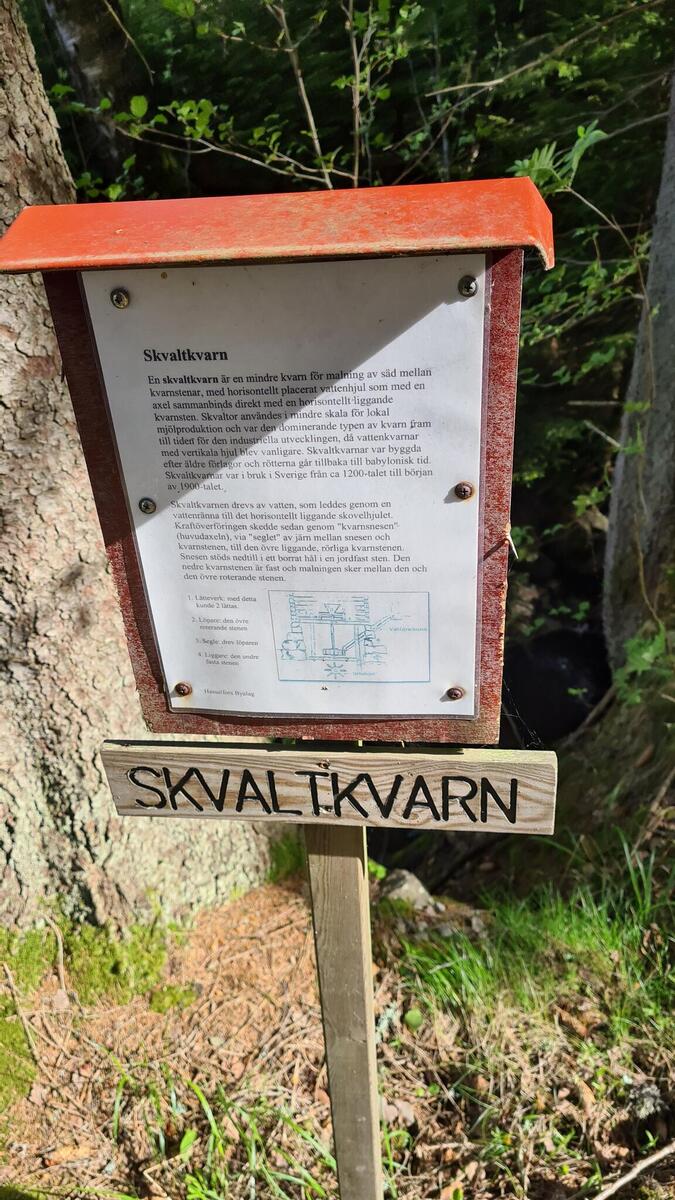 Skvaltkvarn
En skvaltkvarn är en mindre kvarn för malning av säd mellan
kvarnstenar, med horisontellt placerat vattenhjul som med en
axel sammanbinds direkt med en horisontellt liggande
kvarnsten. Skvaltor användes i mindre skala för lokal
mjölproduktion och var den dominerande typen av kvarn fram
till tiden för den industriella utvecklingen, då vattenkvarnar
med vertikala hjul blev vanligare. Skvaltkvarnar var byggda
efter äldre förlagor och rötterna går tillbaka till babylonisk tid.
Skvaltkvarnar var i bruk i Sverige från ca 1200-talet till början
av 1900-talet.
Skvaltkvarnen drevs av vatten, som leddes genom en
vattenränna till det horisontellt liggande skovelhjulet.
Kraftöverföringen skedde sedan genom "kvarnsnesen"
(huvudaxeln), via "seglet" av järn mellan snesen och
kvarnstenen, till den övre liggande, rörliga kvarnstenen.
Snesen stöds nedtill i ett borrat hål i en jordfast sten. Den
nedre kvarnstenen är fast och malningen sker mellan den och
den övre roterande stenen.
1. Lätteverk: med detta
kunde 2 lättas.
2. Löpare: den övre
roterande stenen
3. Segle: drev löparen
4. Liggare: den undre
fasta stenen
Hasselfors Byalag
SKVALTKVARN